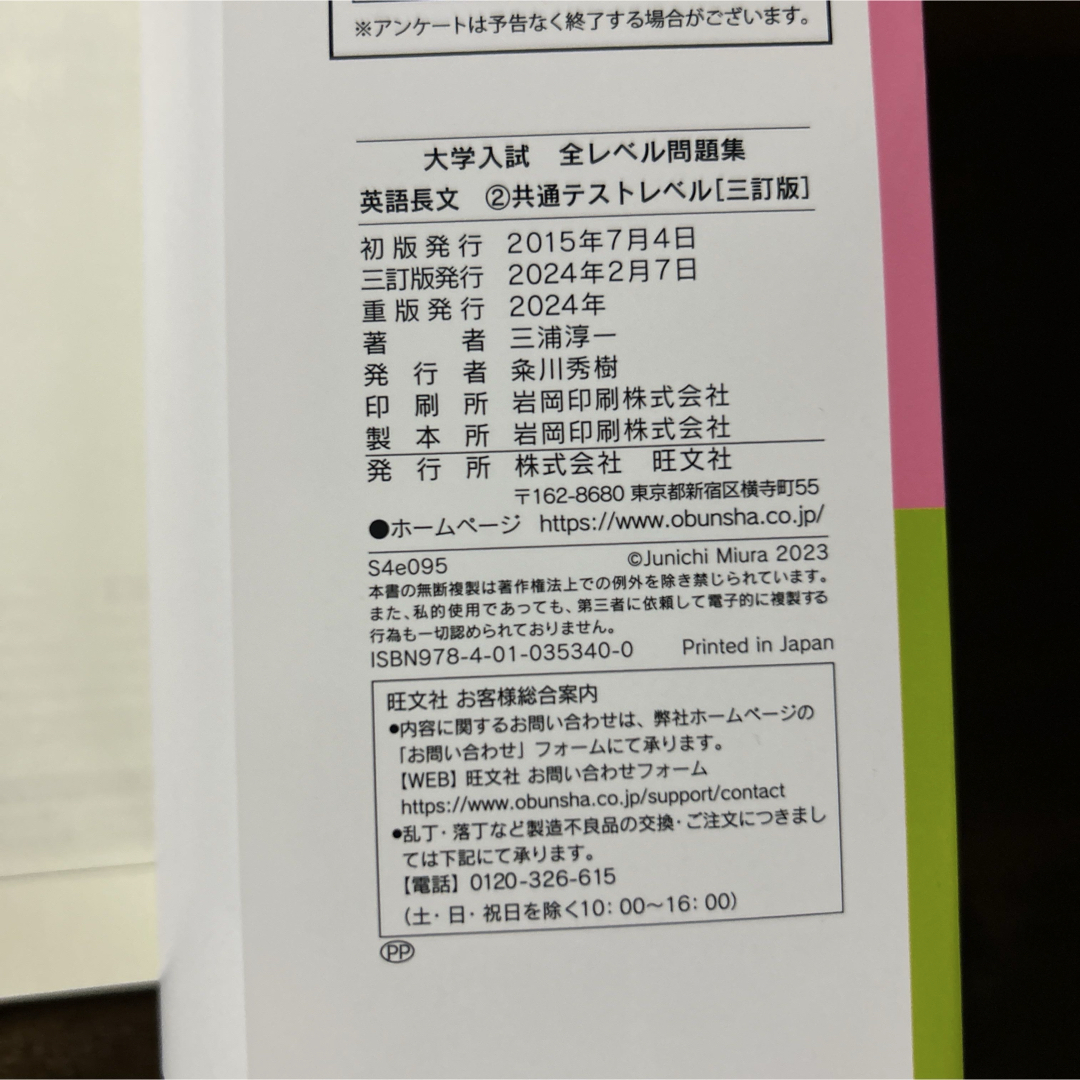 ※アンケートは予告なく終了する場合がございます。
大学入試 全レベル問題集
英語長文 ②共通テストレベル[三訂版]
初版発行 2015年7月4日
三訂版発行 2024年2月7日
重版発行 2024年
著者 三浦淳一
発行者 粂川秀樹
印刷所 岩岡印刷株式会社
製本所 岩岡印刷株式会社
発行所 株式会社 旺文社
〒162-8680 東京都新宿区横寺町55
●ホームページ https://www.obunsha.co.jp/
S4e095 ©Junichi Miura 2023
本書の無断複製は著作権法上での例外を除き禁じられています。
また、私的使用であっても、第三者に依頼して電子的に複製する
行為も一切認められておりません。
ISBN978-4-01-035340-0 Printed in Japan
旺文社 お客様総合案内
●内容に関するお問い合わせは、弊社ホームページの
「お問い合わせ」フォームにて承ります。
【WEB】旺文社 お問い合わせフォーム
https://www.obunsha.co.jp/support/contact
●乱丁・落丁など製造不良品の交換・ご注文につきまし
ては下記にて承ります。
【電話】0120-326-615
(土・日・祝日を除く10:00〜16:00)
PP